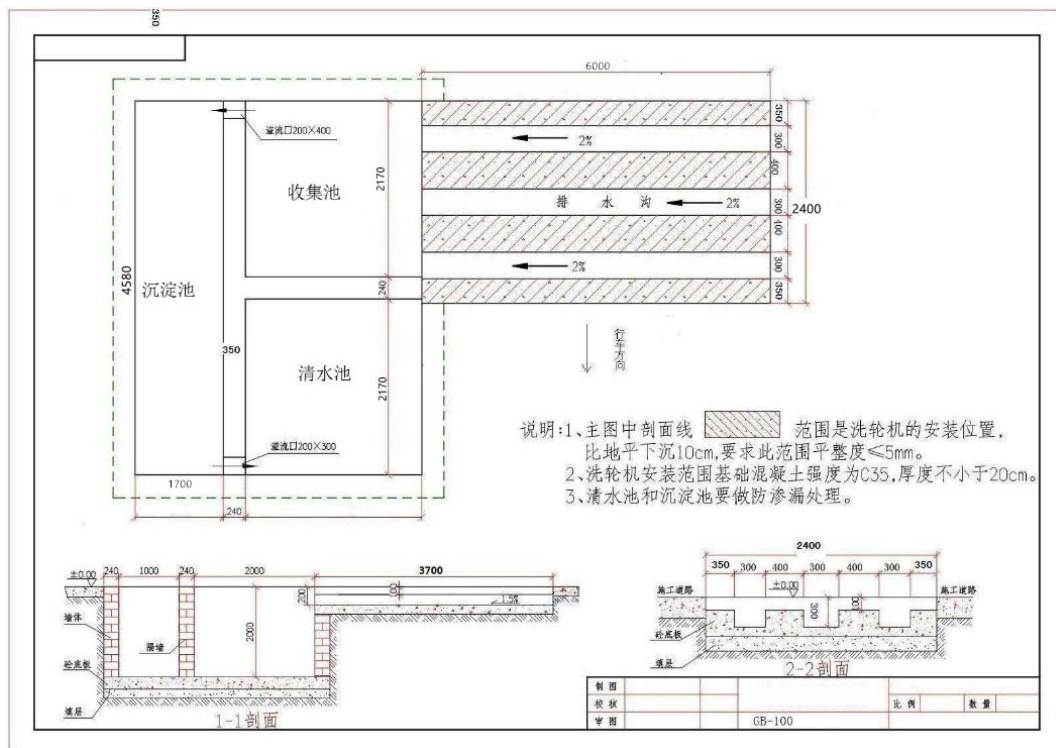 350
6000
溢流口200×400
收集池
2170
2%
350
300
400
排 水 沟
2%
300
2400
400
2%
300
350
240
4580
沉淀池
350
清水池
2170
行车方向
溢流口200×300
1700
240
说明:1、主图中剖面线 范围是洗轮机的安装位置,
比地平下沉10cm,要求此范围平整度≤5mm。
2、洗轮机安装范围基础混凝土强度为C35,厚度不小于20cm。
3、清水池和沉淀池要做防渗漏处理。
±0.00
240
1000
240
2000
3700
200
100
1.5%
墙体
隔墙
2000
砼底板
垫层
1-1剖面
2400
350
300
400
300
400
300
350
施工道路
±0.00
施工道路
300
100
砼底板
垫层
2-2剖面
制 图
校 核
比 例
数 量
审 图
GB-100